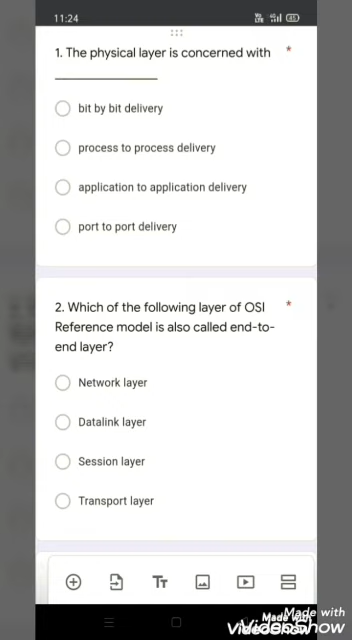 11:24
1. The physical layer is concerned with *
bit by bit delivery
process to process delivery
application to application delivery
port to port delivery
2. Which of the following layer of OSI *
Reference model is also called end-to-
end layer?
Network layer
Datalink layer
Session layer
Transport layer
Made with
VideoShow